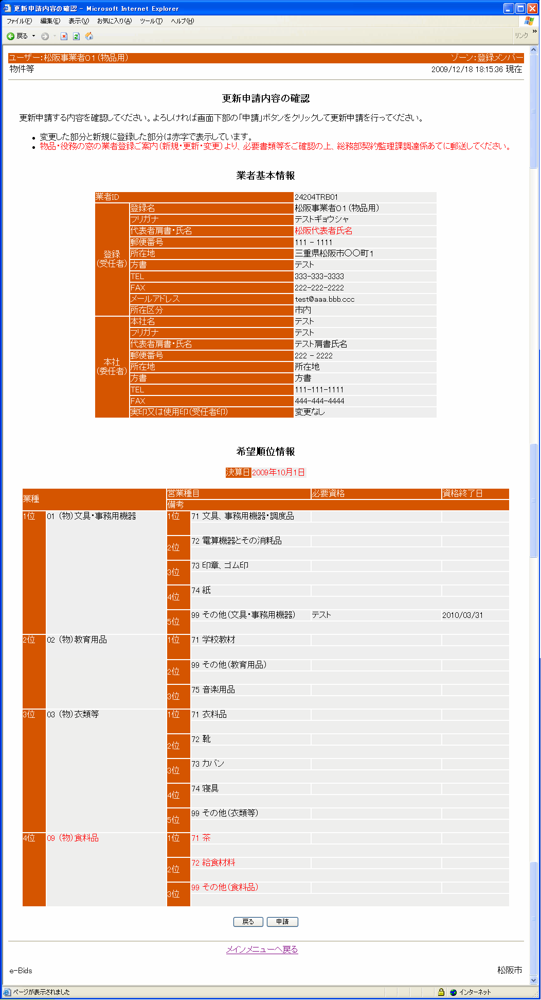 更新申請内容の確認 - Microsoft Internet Explorer
ファイル(F) 編集(E) 表示(V) お気に入り(A) ツール(T) ヘルプ(H)
戻る リンク »
ユーザー：松阪事業者０１（物品用） ゾーン：登録メンバー
物件等 2009/12/18 18:15:36 現在
更新申請内容の確認
更新申請する内容を確認してください。よろしければ画面下部の「申請」ボタンをクリックして更新申請を行ってください。
• 変更した部分と新規に登録した部分は赤字で表示しています。
• 物品・役務の窓の業者登録ご案内（新規・更新・変更）より、必要書類等をご確認の上、総務部契約監理課調達係あてに郵送してください。
業者基本情報
業者ID 24204TRB01
登録
(受任者)
登録名 松阪事業者０１（物品用）
フリガナ テストギョウシャ
代表者肩書・氏名 松阪代表者氏名
郵便番号 111 - 1111
所在地 三重県松阪市〇〇町１
方書 テスト
TEL 333-333-3333
FAX 222-222-2222
メールアドレス test@aaa.bbb.ccc
所在区分 市内
本社
(委任者)
本社名 テスト
フリガナ テスト
代表者肩書・氏名 テスト肩書氏名
郵便番号 222 - 2222
所在地 所在地
方書 方書
TEL 111-111-1111
FAX 444-444-4444
実印又は使用印(受任者印) 変更なし
希望順位情報
決算日 2009年10月1日
業種 営業種目 必要資格 資格終了日
備考
1位 01 （物）文具・事務用機器 1位 71 文具、事務用機器・調度品
2位 72 電算機器とその消耗品
3位 73 印章、ゴム印
4位 74 紙
5位 99 その他（文具・事務用機器） テスト 2010/03/31
2位 02 （物）教育用品 1位 71 学校教材
2位 99 その他（教育用品）
3位 75 音楽用品
3位 03 （物）衣類等 1位 71 衣料品
2位 72 靴
3位 73 カバン
4位 74 寝具
5位 99 その他（衣類等）
4位 09 （物）食料品 1位 71 茶
2位 72 給食材料
3位 99 その他（食料品）
戻る 申請
メインメニューへ戻る
e-Bids 松阪市
ページが表示されました インターネット